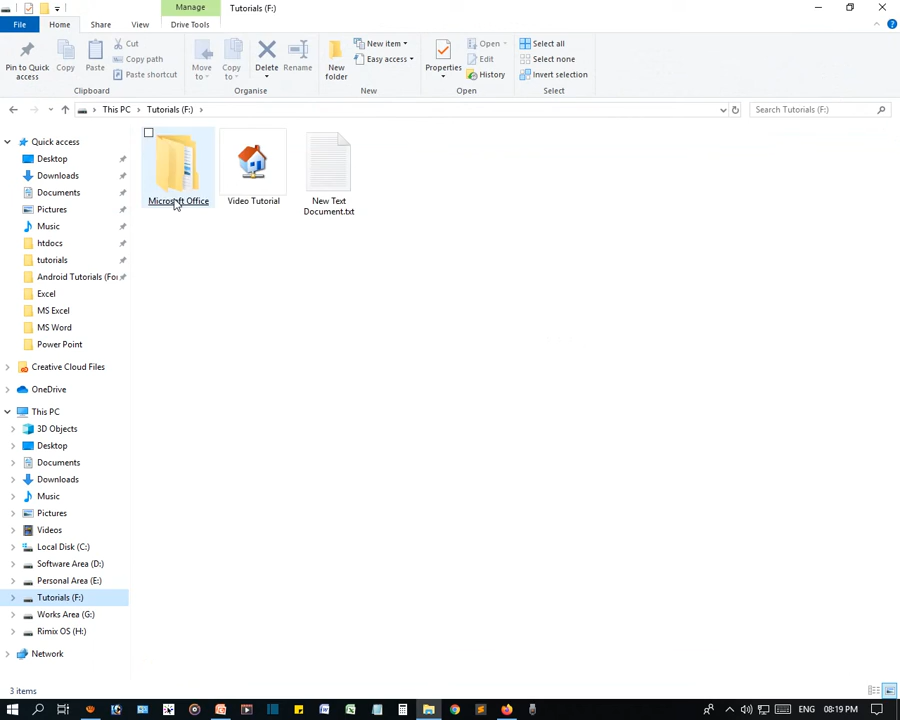 Manage
Tutorials (F:)
File
Home
Share
View
Drive Tools
Pin to Quick access
Copy
Paste
Cut
Copy path
Paste shortcut
Move to
Copy to
Delete
Rename
New folder
New item
Easy access
Properties
Open
Edit
History
Select all
Select none
Invert selection
Clipboard
Organise
New
Open
Select
This PC
Tutorials (F:)
Search Tutorials (F:)
Quick access
Desktop
Downloads
Documents
Pictures
Music
htdocs
tutorials
Android Tutorials (For
Excel
MS Excel
MS Word
Power Point
Creative Cloud Files
OneDrive
This PC
3D Objects
Desktop
Documents
Downloads
Music
Pictures
Videos
Local Disk (C:)
Software Area (D:)
Personal Area (E:)
Tutorials (F:)
Works Area (G:)
Rimix OS (H:)
Network
Microsoft Office
Video Tutorial
New Text
Document.txt
3 items
ENG
08:19 PM